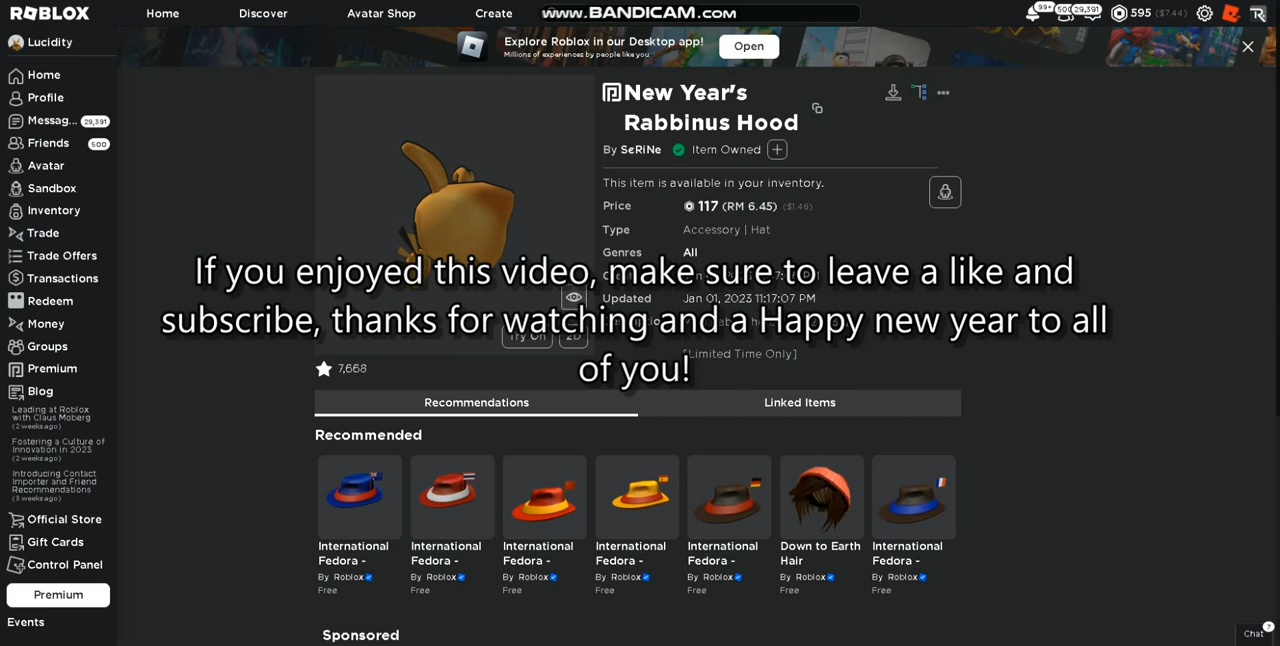 ROBLOX Home Discover Avatar Shop Create www.BANDICAM.com 99+ 500 29,391 595 ($7.44)
Lucidity
Explore Roblox in our Desktop app!
Millions of experiences by people like you
Open
Home
Profile
Messag... 29,391
Friends 500
Avatar
Sandbox
Inventory
Trade
Trade Offers
Transactions
Redeem
Money
Groups
Premium
Blog
Leading at Roblox
with Claus Moberg
(2 weeks ago)
Fostering a Culture of
Innovation in 2023
(2 weeks ago)
Introducing Contact
Importer and Friend
Recommendations
(3 weeks ago)
Official Store
Gift Cards
Control Panel
Premium
Events
New Year's
Rabbinus Hood
By SɛRiNe Item Owned
This item is available in your inventory.
Price 117 (RM 6.45) ($1.46)
Type Accessory | Hat
Genres All
Updated Jan 01, 2023 11:17:07 PM
[Limited Time Only]
Try On 2D
If you enjoyed this video, make sure to leave a like and
subscribe, thanks for watching and a Happy new year to all
of you!
7,668
Recommendations Linked Items
Recommended
International
Fedora -
By Roblox
Free
International
Fedora -
By Roblox
Free
International
Fedora -
By Roblox
Free
International
Fedora -
By Roblox
Free
International
Fedora -
By Roblox
Free
Down to Earth
Hair
By Roblox
Free
International
Fedora -
By Roblox
Free
Sponsored
Chat 7